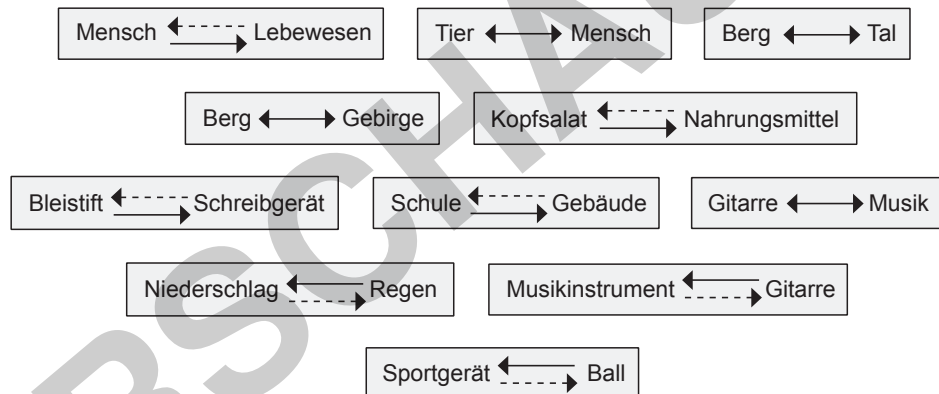 Mensch Lebewesen Tier Mensch Berg Tal
Berg Gebirge Kopfsalat Nahrungsmittel
Bleistift Schreibgerät Schule Gebäude Gitarre Musik
Niederschlag Regen Musikinstrument Gitarre
Sportgerät Ball